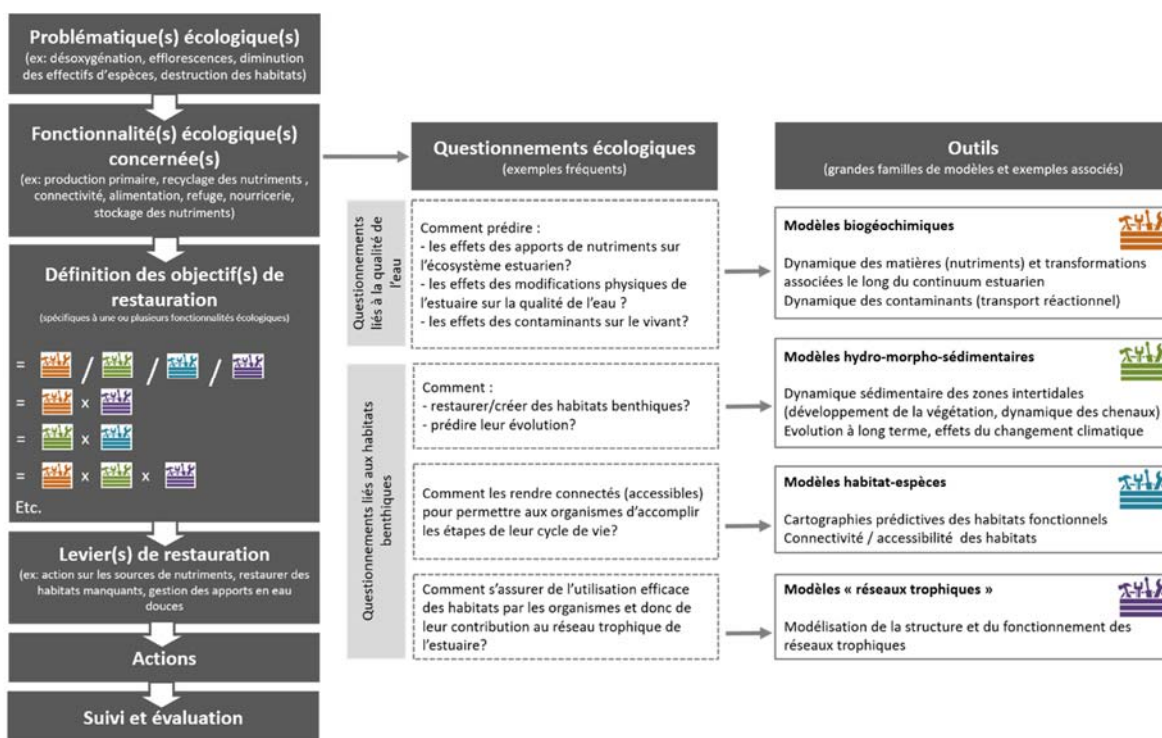 Problématique(s) écologique(s)
(ex: désoxygénation, efflorescences, diminution
des effectifs d'espèces, destruction des habitats)
Fonctionnalité(s) écologique(s)
concernée(s)
(ex: production primaire, recyclage des nutriments ,
connectivité, alimentation, refuge, nourricerie,
stockage des nutriments)
Définition des objectif(s) de
restauration
(spécifiques à une ou plusieurs fonctionnalités écologiques)
= / / /
= x
= x
= x x
Etc.
Levier(s) de restauration
(ex: action sur les sources de nutriments, restaurer des
habitats manquants, gestion des apports en eau
douces
Actions
Suivi et évaluation
Questionnements écologiques
(exemples fréquents)
Questionnements
liés à la qualité de
l'eau
Comment prédire :
- les effets des apports de nutriments sur
l'écosystème estuarien?
- les effets des modifications physiques de
l'estuaire sur la qualité de l'eau ?
- les effets des contaminants sur le vivant?
Questionnements liés aux habitats
benthiques
Comment :
- restaurer/créer des habitats benthiques?
- prédire leur évolution?
Comment les rendre connectés (accessibles)
pour permettre aux organismes d'accomplir
les étapes de leur cycle de vie?
Comment s'assurer de l'utilisation efficace
des habitats par les organismes et donc de
leur contribution au réseau trophique de
l'estuaire?
Outils
(grandes familles de modèles et exemples associés)
Modèles biogéochimiques
Dynamique des matières (nutriments) et transformations
associées le long du continuum estuarien
Dynamique des contaminants (transport réactionnel)
Modèles hydro-morpho-sédimentaires
Dynamique sédimentaire des zones intertidales
(développement de la végétation, dynamique des chenaux)
Evolution à long terme, effets du changement climatique
Modèles habitat-espèces
Cartographies prédictives des habitats fonctionnels
Connectivité / accessibilité des habitats
Modèles « réseaux trophiques »
Modélisation de la structure et du fonctionnement des
réseaux trophiques